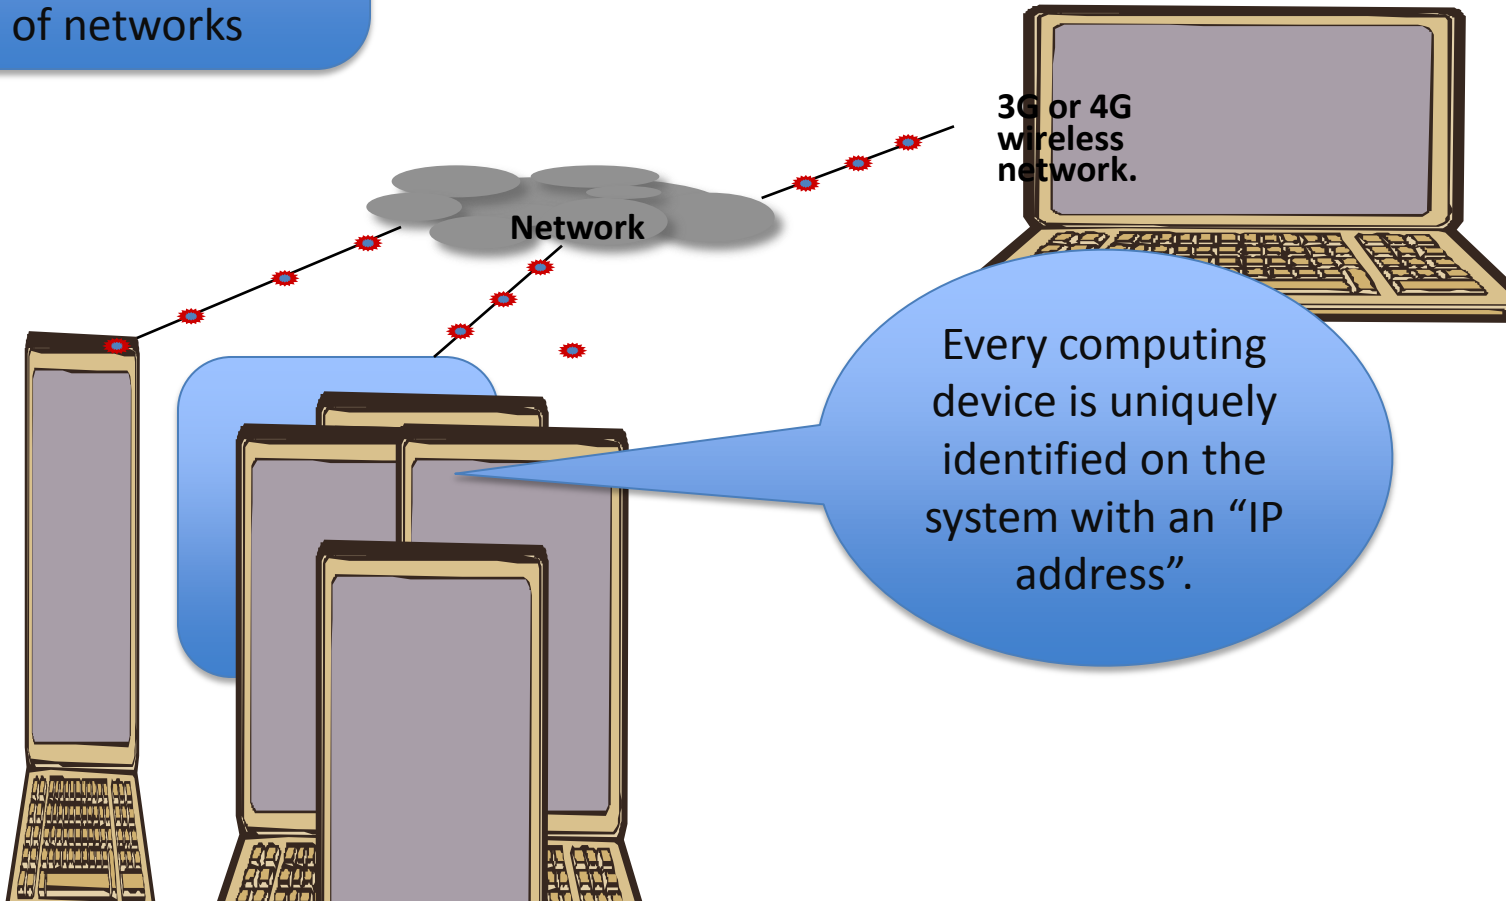 of networks
3G or 4G
wireless
network.
Network
Every computing
device is uniquely
identified on the
system with an “IP
address”.